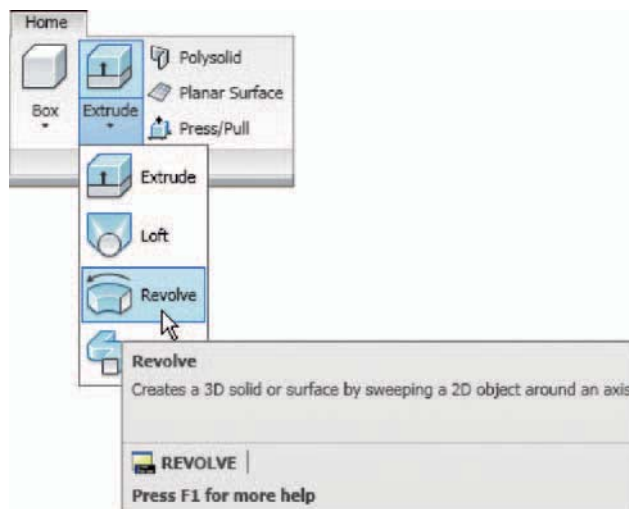 Home
Box
Extrude
Polysolid
Planar Surface
Press/Pull
Extrude
Loft
Revolve
Revolve
Creates a 3D solid or surface by sweeping a 2D object around an axis
REVOLVE
Press F1 for more help